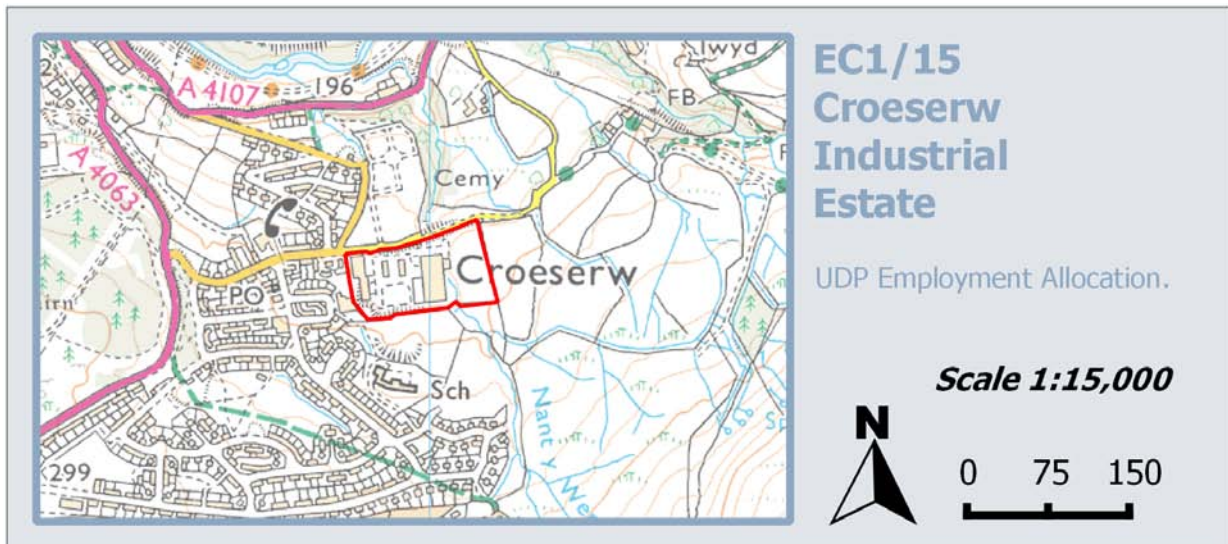 EC1/15
Croeserw
Industrial
Estate
UDP Employment Allocation.
Scale 1:15,000
N
0 75 150
A 4107
196
FB
A 4063
Cemy
Croeserw
PO
Sch
Nant y
299